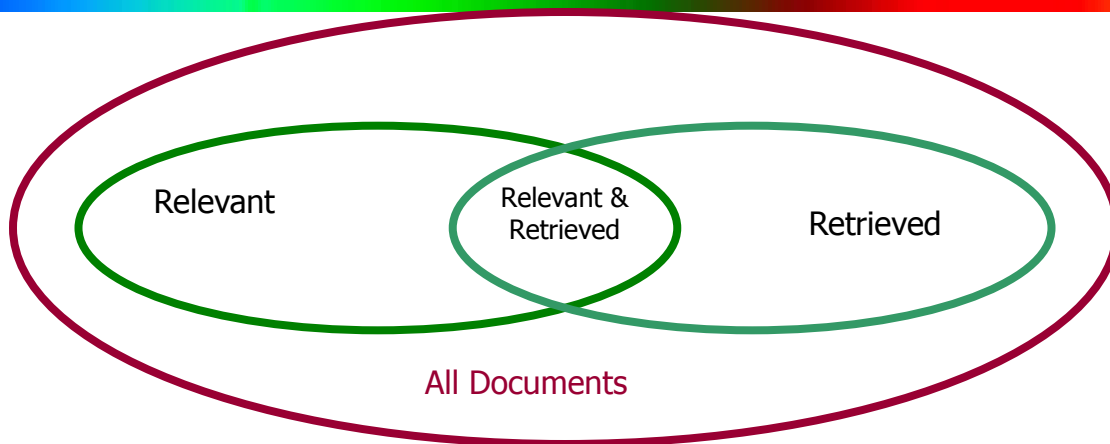 Relevant
Relevant &
Retrieved
Retrieved
All Documents